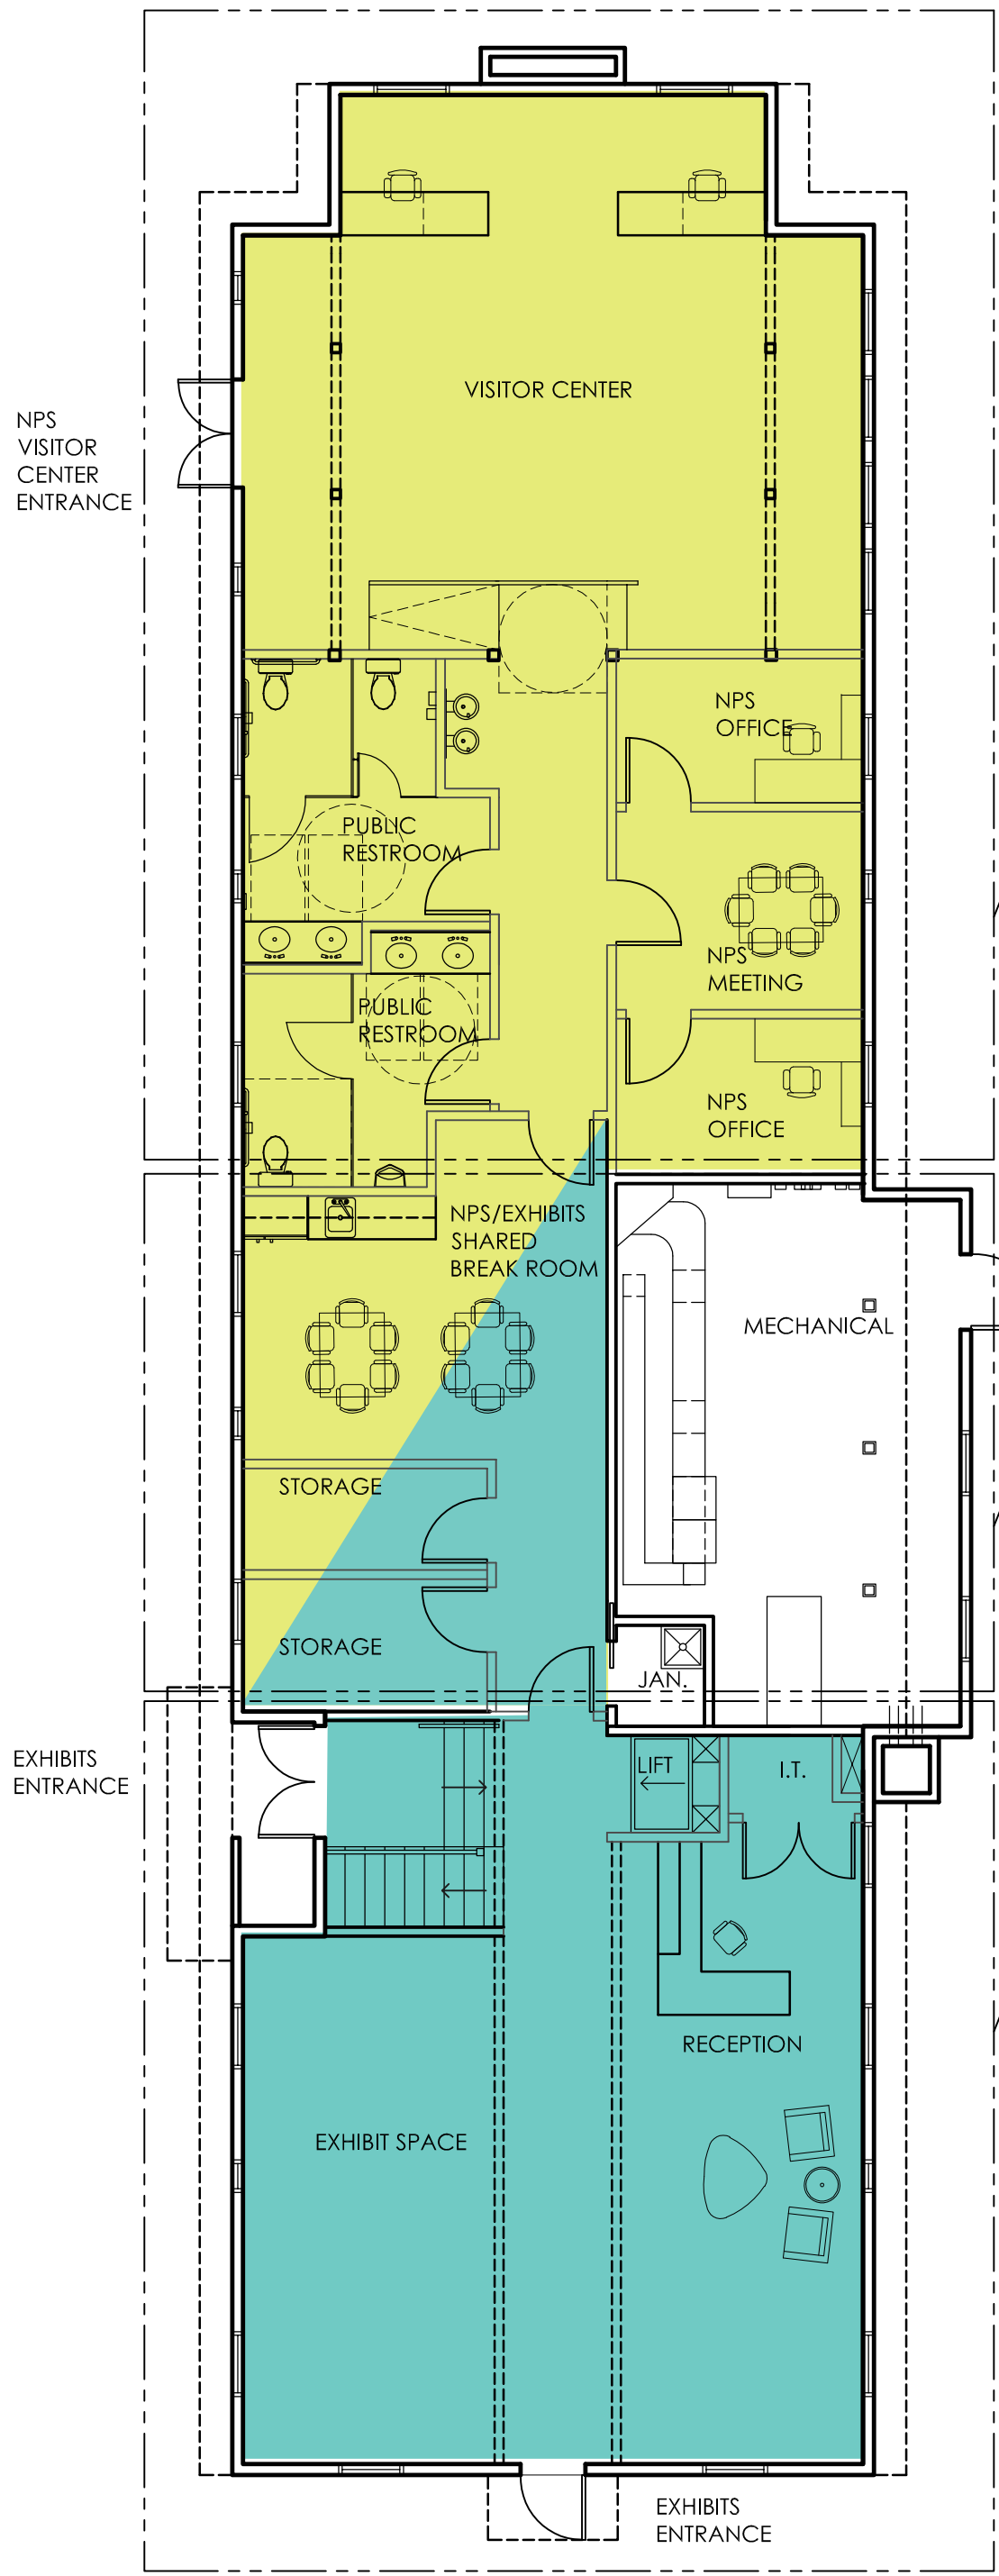 VISITOR CENTER
NPS
VISITOR
CENTER
ENTRANCE
NPS
OFFICE
PUBLIC
RESTROOM
NPS
MEETING
PUBLIC
RESTROOM
NPS
OFFICE
NPS/EXHIBITS
SHARED
BREAK ROOM
MECHANICAL
STORAGE
STORAGE
JAN.
EXHIBITS
ENTRANCE
LIFT
I.T.
RECEPTION
EXHIBIT SPACE
EXHIBITS
ENTRANCE